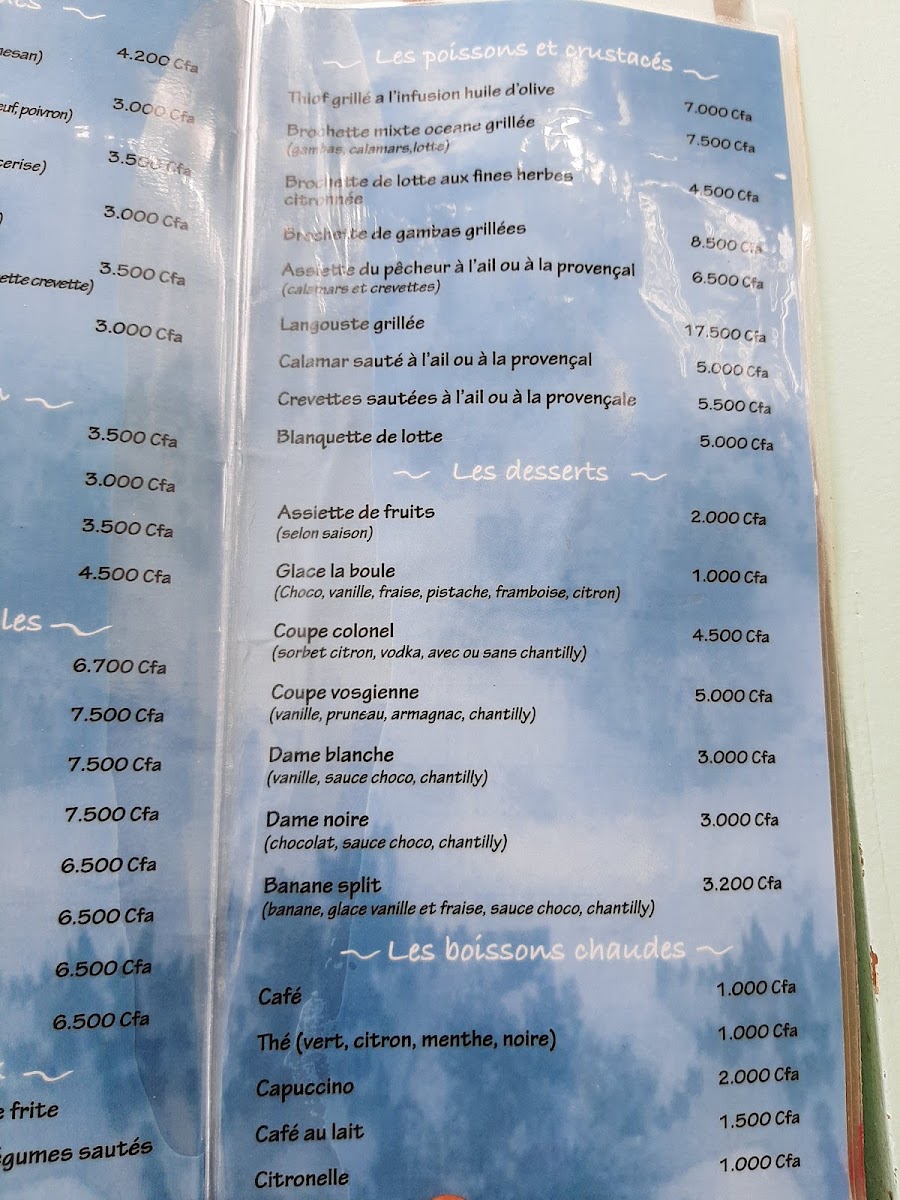 4.200 Cfa
3.000 Cfa
œuf, poivron)
3.500 Cfa
cerise)
3.000 Cfa
3.500 Cfa
crevette)
3.000 Cfa
3.500 Cfa
3.000 Cfa
3.500 Cfa
4.500 Cfa
les ~
6.700 Cfa
7.500 Cfa
7.500 Cfa
7.500 Cfa
6.500 Cfa
6.500 Cfa
6.500 Cfa
6.500 Cfa
frite
sautés
~ Les poissons et crustacés ~
Thiof grillé a l'infusion huile d'olive 7.000 Cfa
Brochette mixte oceane grillée 7.500 Cfa
(gambas, calamars,lotte)
Brochette de lotte aux fines herbes 4.500 Cfa
citronnée
Brochette de gambas grillées 8.500 Cfa
Assiette du pêcheur à l'ail ou à la provençal 6.500 Cfa
(calamars et crevettes)
Langouste grillée 17.500 Cfa
Calamar sauté à l'ail ou à la provençal 5.000 Cfa
Crevettes sautées à l'ail ou à la provençale 5.500 Cfa
Blanquette de lotte 5.000 Cfa
~ Les desserts ~
Assiette de fruits 2.000 Cfa
(selon saison)
Glace la boule 1.000 Cfa
(Choco, vanille, fraise, pistache, framboise, citron)
Coupe colonel 4.500 Cfa
(sorbet citron, vodka, avec ou sans chantilly)
Coupe vosgienne 5.000 Cfa
(vanille, pruneau, armagnac, chantilly)
Dame blanche 3.000 Cfa
(vanille, sauce choco, chantilly)
Dame noire 3.000 Cfa
(chocolat, sauce choco, chantilly)
Banane split 3.200 Cfa
(banane, glace vanille et fraise, sauce choco, chantilly)
~ Les boissons chaudes ~
Café 1.000 Cfa
Thé (vert, citron, menthe, noire) 1.000 Cfa
Capuccino 2.000 Cfa
Café au lait 1.500 Cfa
Citronelle 1.000 Cfa